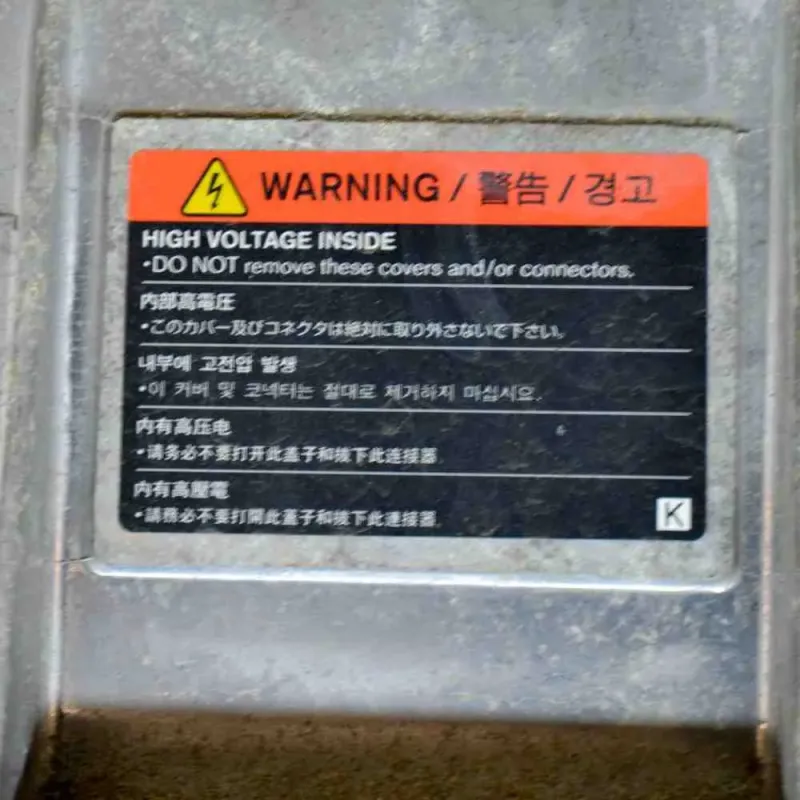 WARNING / 警告 / 경고
HIGH VOLTAGE INSIDE
•DO NOT remove these covers and/or connectors.
内部高電圧
•このカバー及びコネクタは絶対に取り外さないで下さい。
내부에 고전압 발생
•이 커버 및 코넥터는 절대로 제거하지 마십시요.
内有高压电
•请务必不要打开此盖子和拔下此连接器
内有高壓電
•請務必不要打開此蓋子和拔下此連接器
K